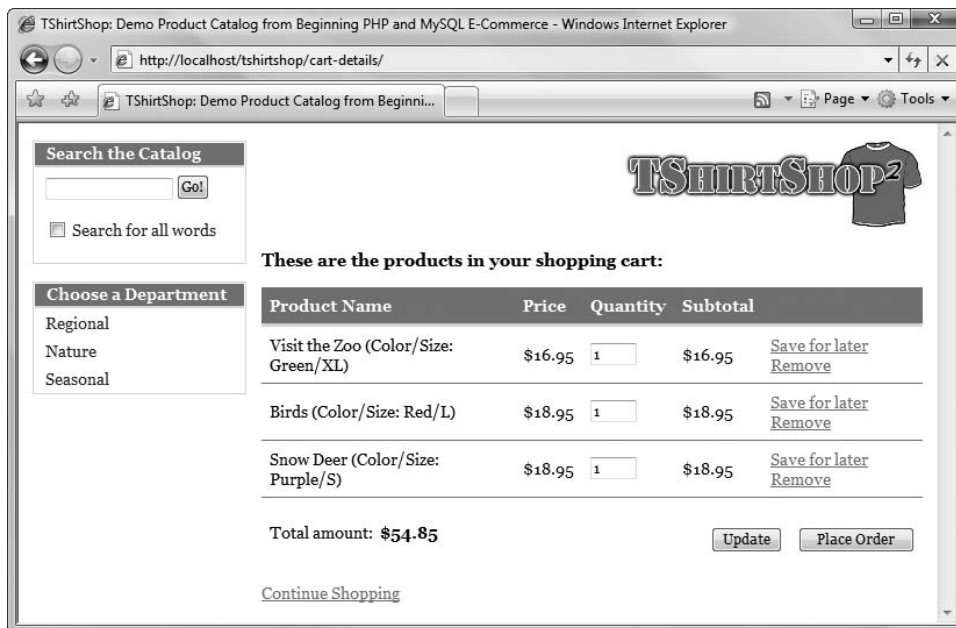 TShirtShop: Demo Product Catalog from Beginning PHP and MySQL E-Commerce - Windows Internet Explorer
http://localhost/tshirtshop/cart-details/
TShirtShop: Demo Product Catalog from Beginni...
Page
Tools
Search the Catalog
Go!
Search for all words
Choose a Department
Regional
Nature
Seasonal
TShirtShop²
These are the products in your shopping cart:
Product Name Price Quantity Subtotal
Visit the Zoo (Color/Size:
Green/XL)
$16.95 1 $16.95
Save for later
Remove
Birds (Color/Size: Red/L) $18.95 1 $18.95
Save for later
Remove
Snow Deer (Color/Size:
Purple/S)
$18.95 1 $18.95
Save for later
Remove
Total amount: $54.85
Update
Place Order
Continue Shopping